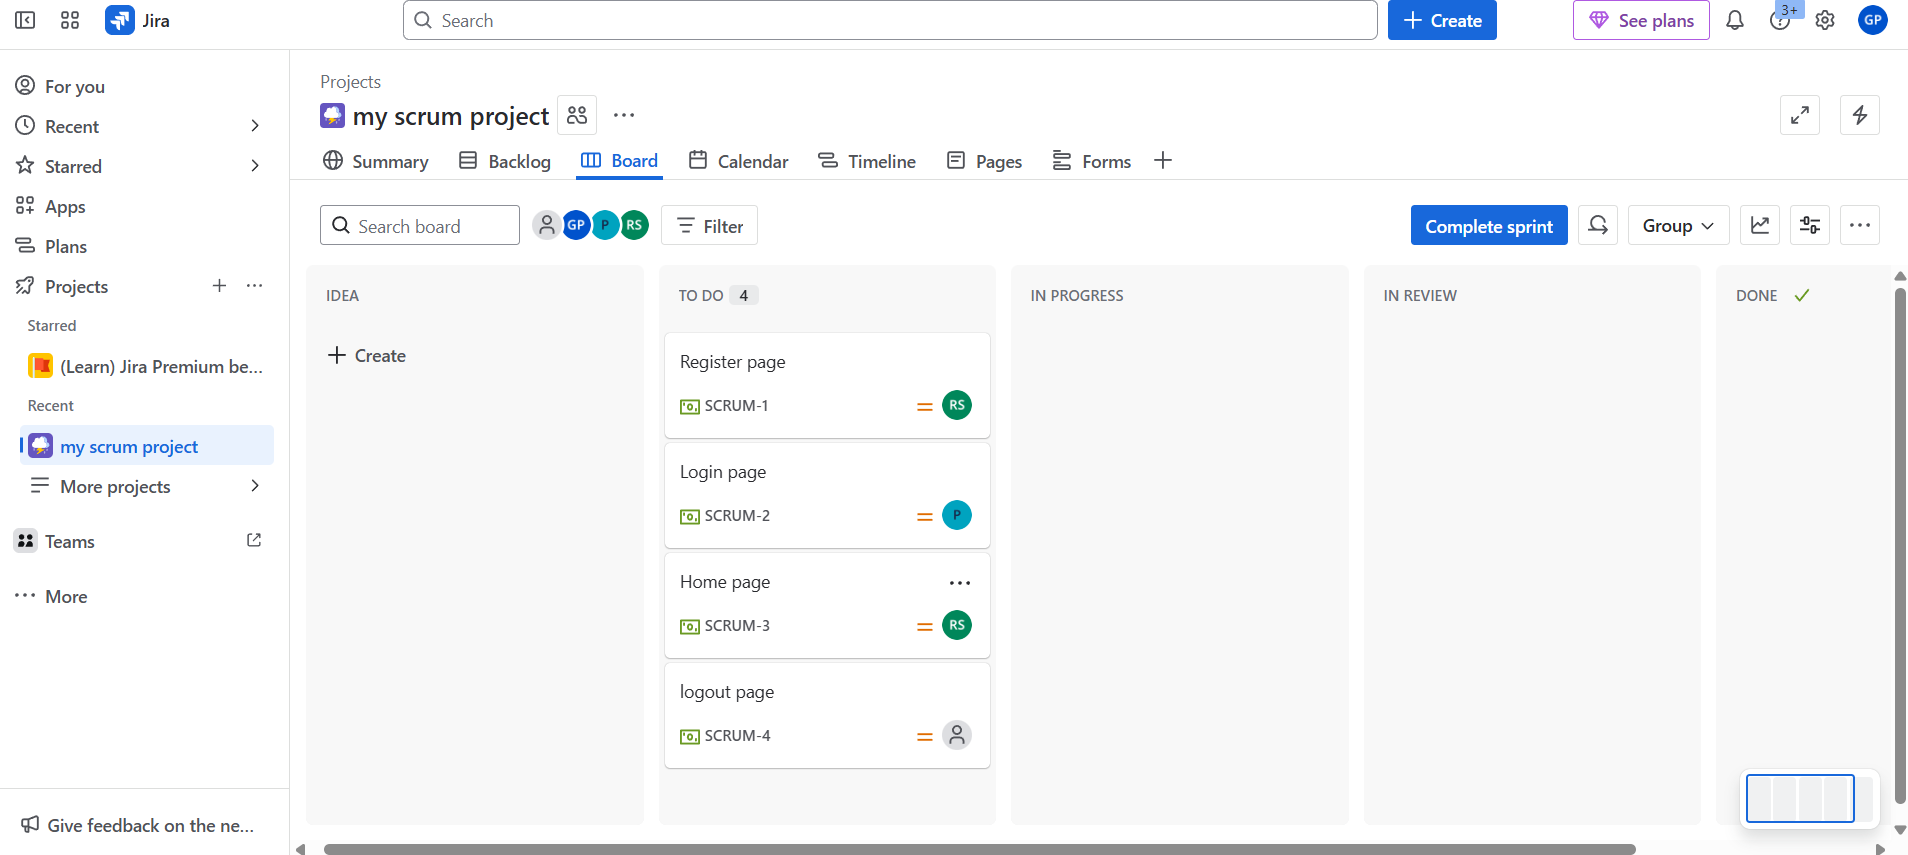 Jira
Search
Create
See plans
3+
GP
For you
Recent
Starred
Apps
Plans
Projects
Starred
(Learn) Jira Premium be...
Recent
my scrum project
More projects
Teams
More
Give feedback on the ne...
Projects
my scrum project
Summary
Backlog
Board
Calendar
Timeline
Pages
Forms
Search board
GP
P
RS
Filter
Complete sprint
Group
IDEA
Create
TO DO 4
Register page
SCRUM-1
RS
Login page
SCRUM-2
P
Home page
SCRUM-3
RS
logout page
SCRUM-4
IN PROGRESS
IN REVIEW
DONE